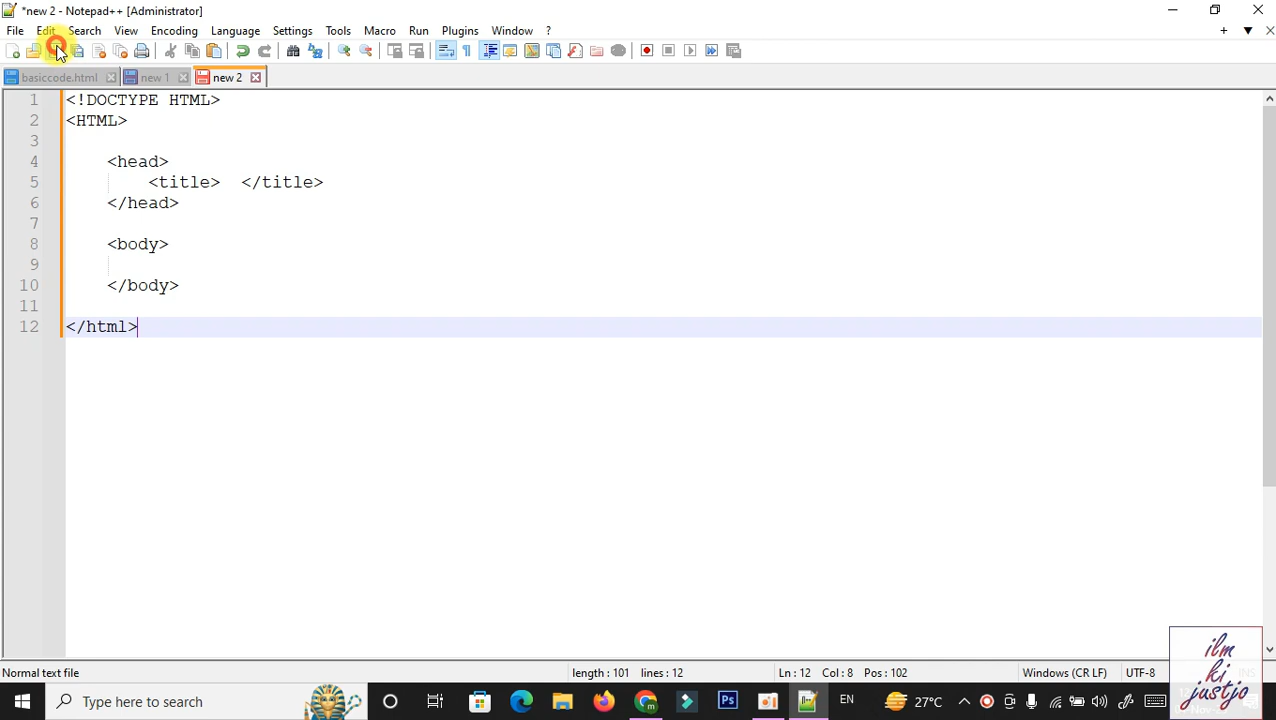 *new 2 - Notepad++ [Administrator]
File Edit Search View Encoding Language Settings Tools Macro Run Plugins Window ?
basiccode.html new 1 new 2
1 <!DOCTYPE HTML>
2 <HTML>
3
4 <head>
5 <title> </title>
6 </head>
7
8 <body>
9
10 </body>
11
12 </html>
Normal text file length : 101 lines : 12 Ln : 12 Col : 8 Pos : 102 Windows (CR LF) UTF-8
ilm
ki
justjo
Type here to search Ps EN 27°C